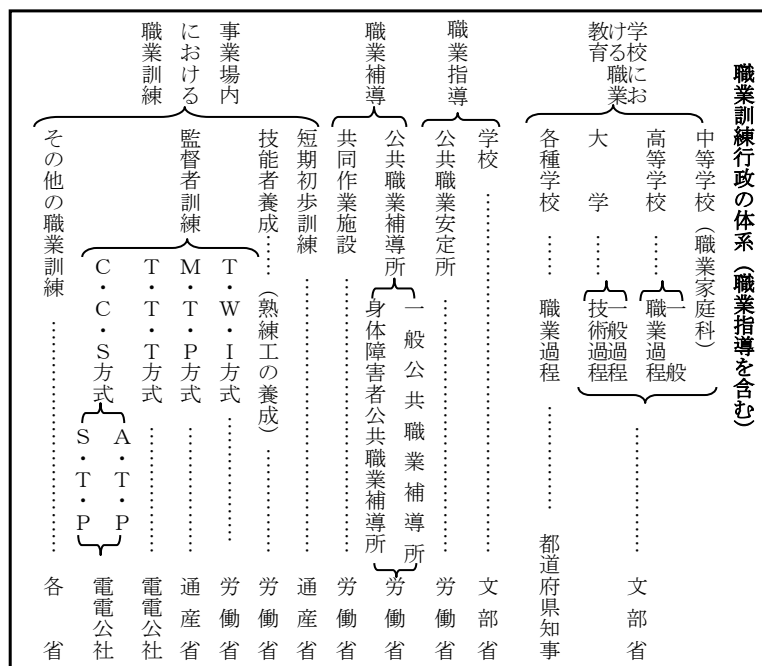 職業訓練行政の体系（職業指導を含む）
学校にお
ける職業
教育
中等学校（職業家庭科）
高等学校……
一般
職業過程
大　学……
一般過程
技術過程
……………文部省
各種学校……職業過程……………都道府県知事
職業指導
学校……………………………文部省
公共職業安定所……………………労働省
職業補導
公共職業補導所
一般公共職業補導所
身体障害者公共職業補導所
労働省
共同作業施設……………………労働省
事業場内
における
職業訓練
短期初歩訓練……………………通産省
技能者養成……（熟練工の養成）……………労働省
監督者訓練
T・W・I方式……………労働省
M・T・P方式……………通産省
T・T・T方式……………電電公社
C・C・S方式
A・T・P
S・T・P
電電公社
その他の職業訓練……………………各　省